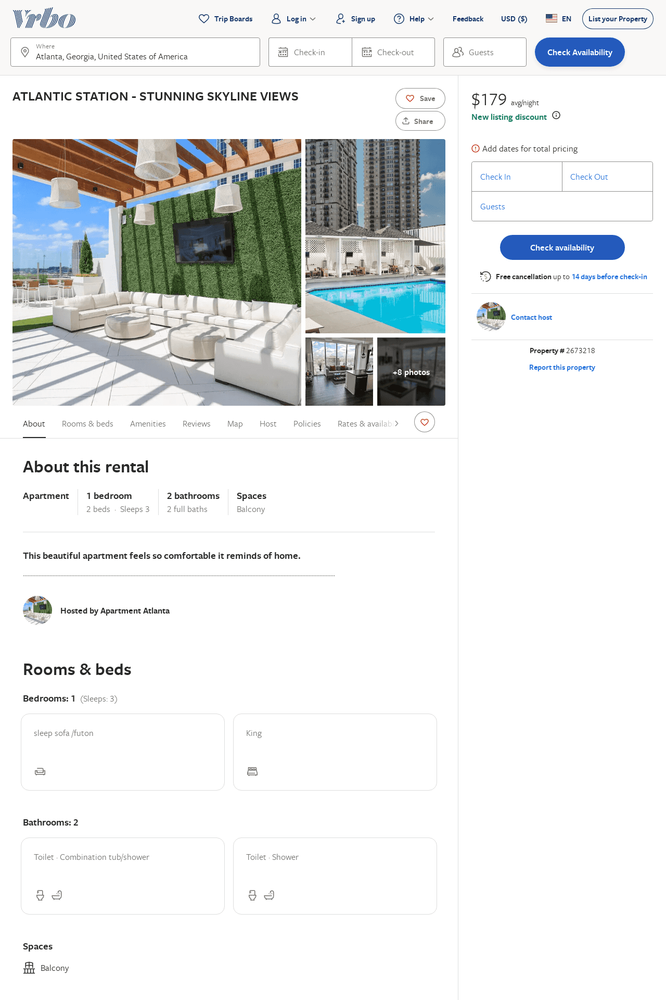 Vrbo
Trip Boards
Log in
Sign up
Help
Feedback
USD ($)
EN
List your Property
Where
Atlanta, Georgia, United States of America
Check-in
Check-out
Guests
Check Availability
ATLANTIC STATION - STUNNING SKYLINE VIEWS
Save
Share
+8 photos
$179 avg/night
New listing discount
Add dates for total pricing
Check In
Check Out
Guests
Check availability
Free cancellation up to 14 days before check-in
Contact host
Property # 2673218
Report this property
About
Rooms & beds
Amenities
Reviews
Map
Host
Policies
Rates & availab
About this rental
Apartment
1 bedroom
2 beds · Sleeps 3
2 bathrooms
2 full baths
Spaces
Balcony
This beautiful apartment feels so comfortable it reminds of home.
Hosted by Apartment Atlanta
Rooms & beds
Bedrooms: 1 (Sleeps: 3)
sleep sofa /futon
King
Bathrooms: 2
Toilet · Combination tub/shower
Toilet · Shower
Spaces
Balcony